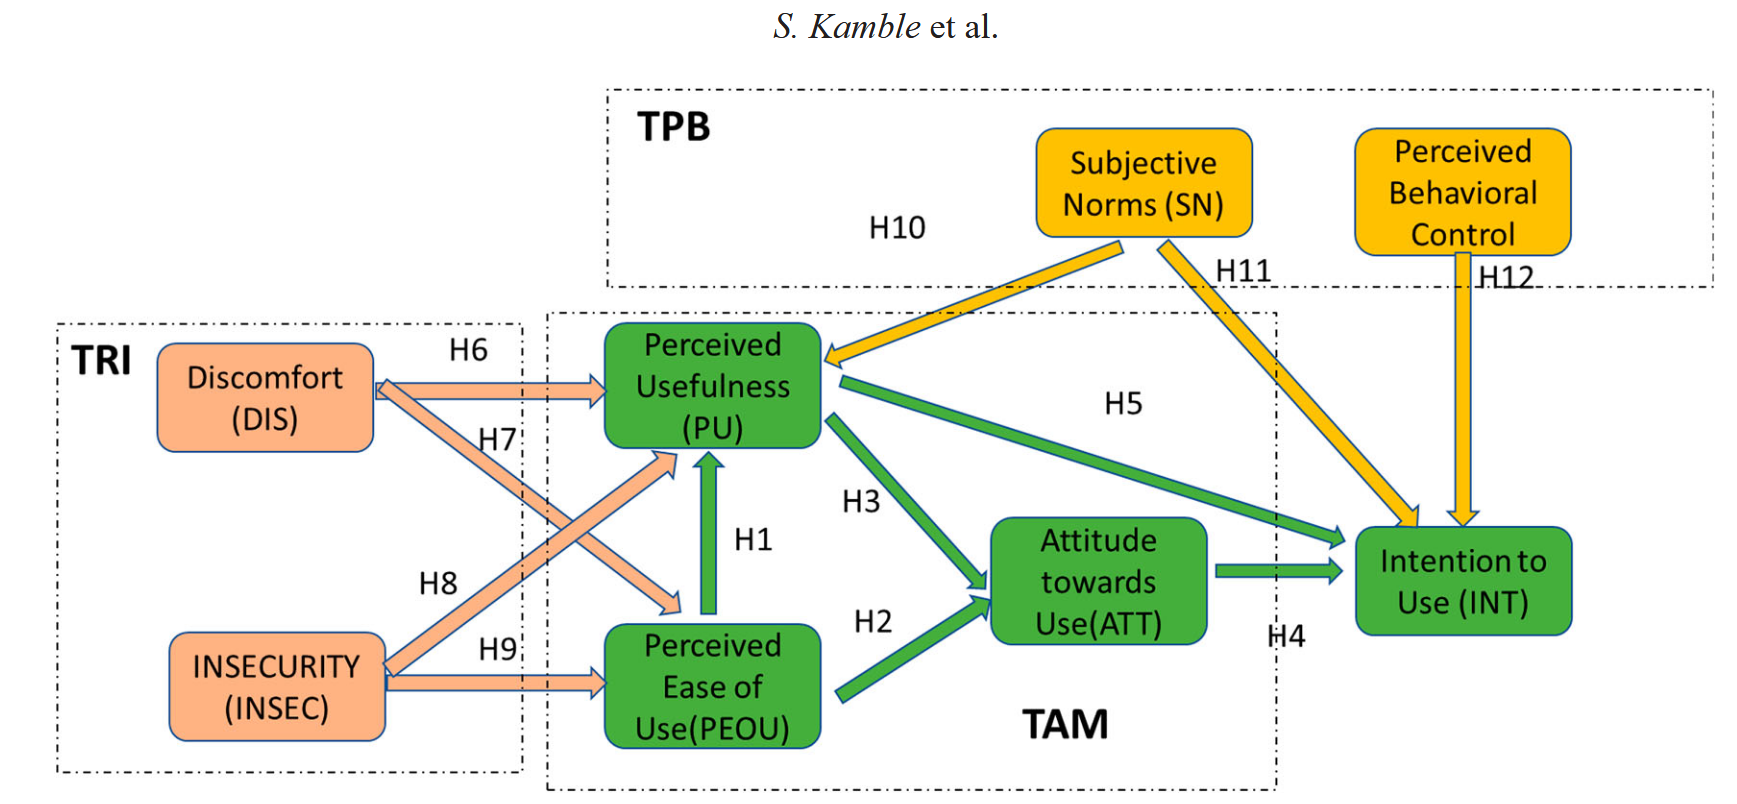 S. Kamble et al.
TPB
Subjective
Norms (SN)
Perceived
Behavioral
Control
H10
H11
H12
TRI
Discomfort
(DIS)
H6
Perceived
Usefulness
(PU)
H5
H7
H3
H1
H8
Attitude
towards
Use(ATT)
Intention to
Use (INT)
H2
H4
INSECURITY
(INSEC)
H9
Perceived
Ease of
Use(PEOU)
TAM